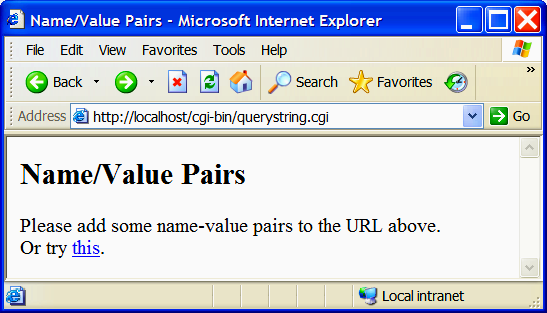 Name/Value Pairs - Microsoft Internet Explorer
File Edit View Favorites Tools Help
Back Search Favorites »
Address http://localhost/cgi-bin/querystring.cgi Go
Name/Value Pairs
Please add some name-value pairs to the URL above.
Or try this.
Local intranet